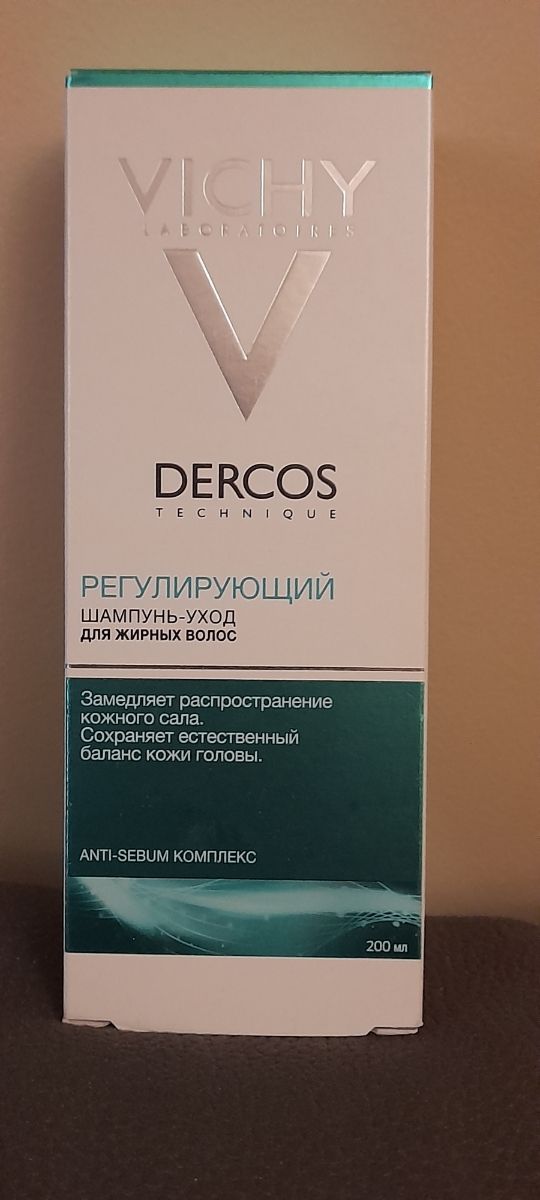 VICHY
LABORATOIRES
V
DERCOS
TECHNIQUE
РЕГУЛИРУЮЩИЙ
ШАМПУНЬ-УХОД
ДЛЯ ЖИРНЫХ ВОЛОС
Замедляет распространение
кожного сала.
Сохраняет естественный
баланс кожи головы.
ANTI-SEBUM КОМПЛЕКС
200 мл